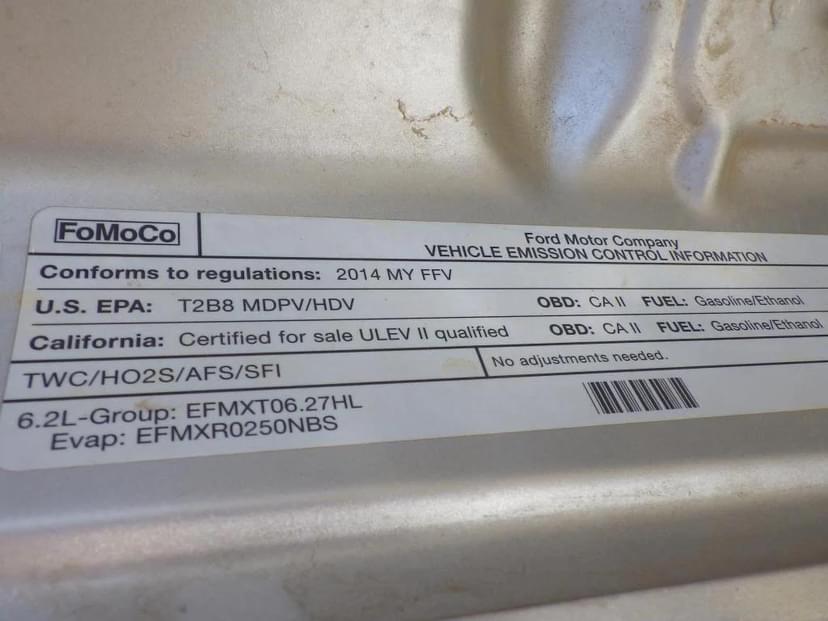 FoMoCo
Ford Motor Company
VEHICLE EMISSION CONTROL INFORMATION
Conforms to regulations: 2014 MY FFV
U.S. EPA: T2B8 MDPV/HDV OBD: CA II FUEL: Gasoline/Ethanol
California: Certified for sale ULEV II qualified OBD: CA II FUEL: Gasoline/Ethanol
TWC/HO2S/AFS/SFI
No adjustments needed.
6.2L-Group: EFMXT06.27HL
Evap: EFMXR0250NBS